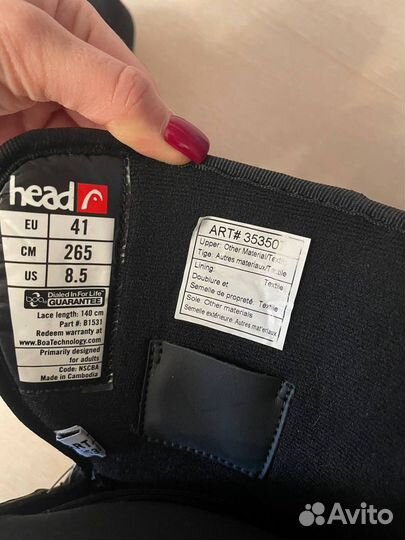 head
EU 41
CM 265
US 8.5
boa Dialed In For Life™
GUARANTEE
Lace length: 140 cm
Part #: B1531
Redeem warranty at
www.BoaTechnology.com
Primarily designed
for adults
Code: NSCBA
Made in Cambodia
ART# 35350
Upper: Other Material/Textile
Tige: Autres materiaux/Textile
Lining
Textile
Doublure et
Semelle de propreté: Textile
Sole: Other materials
Semelle extérieure: Autres materiaux
Avito